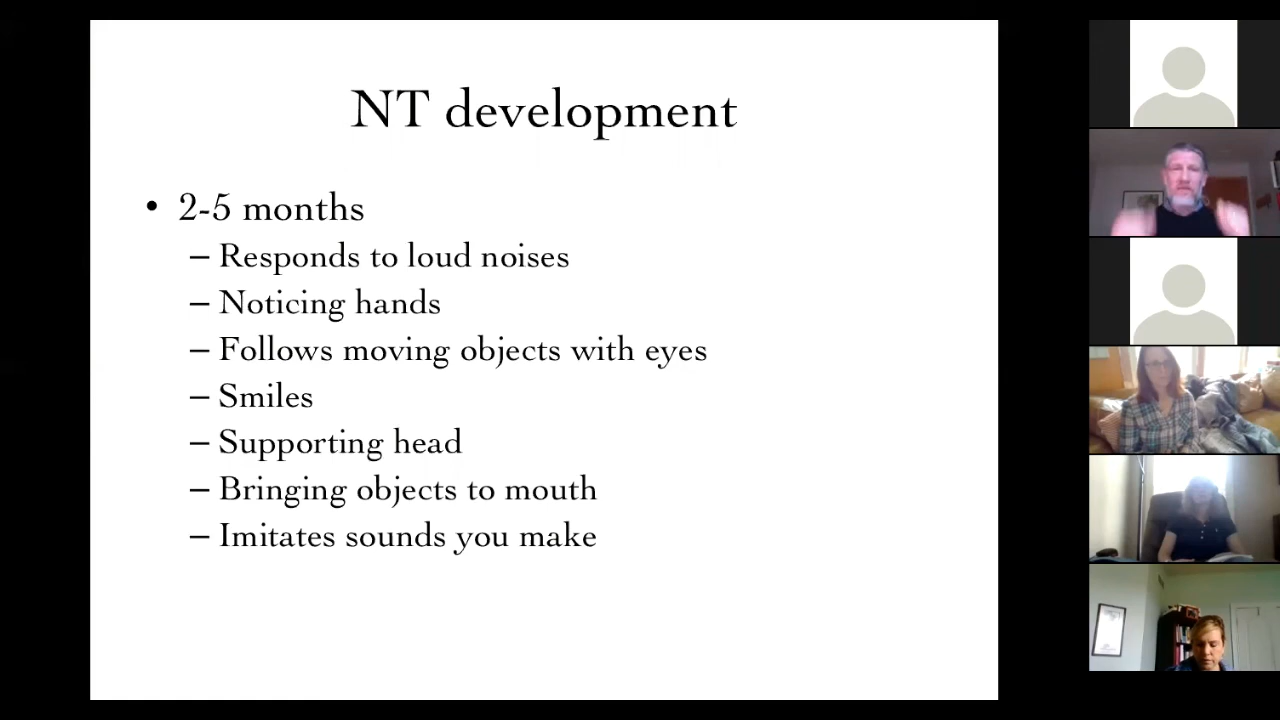 NT development
• 2-5 months
– Responds to loud noises
– Noticing hands
– Follows moving objects with eyes
– Smiles
– Supporting head
– Bringing objects to mouth
– Imitates sounds you make